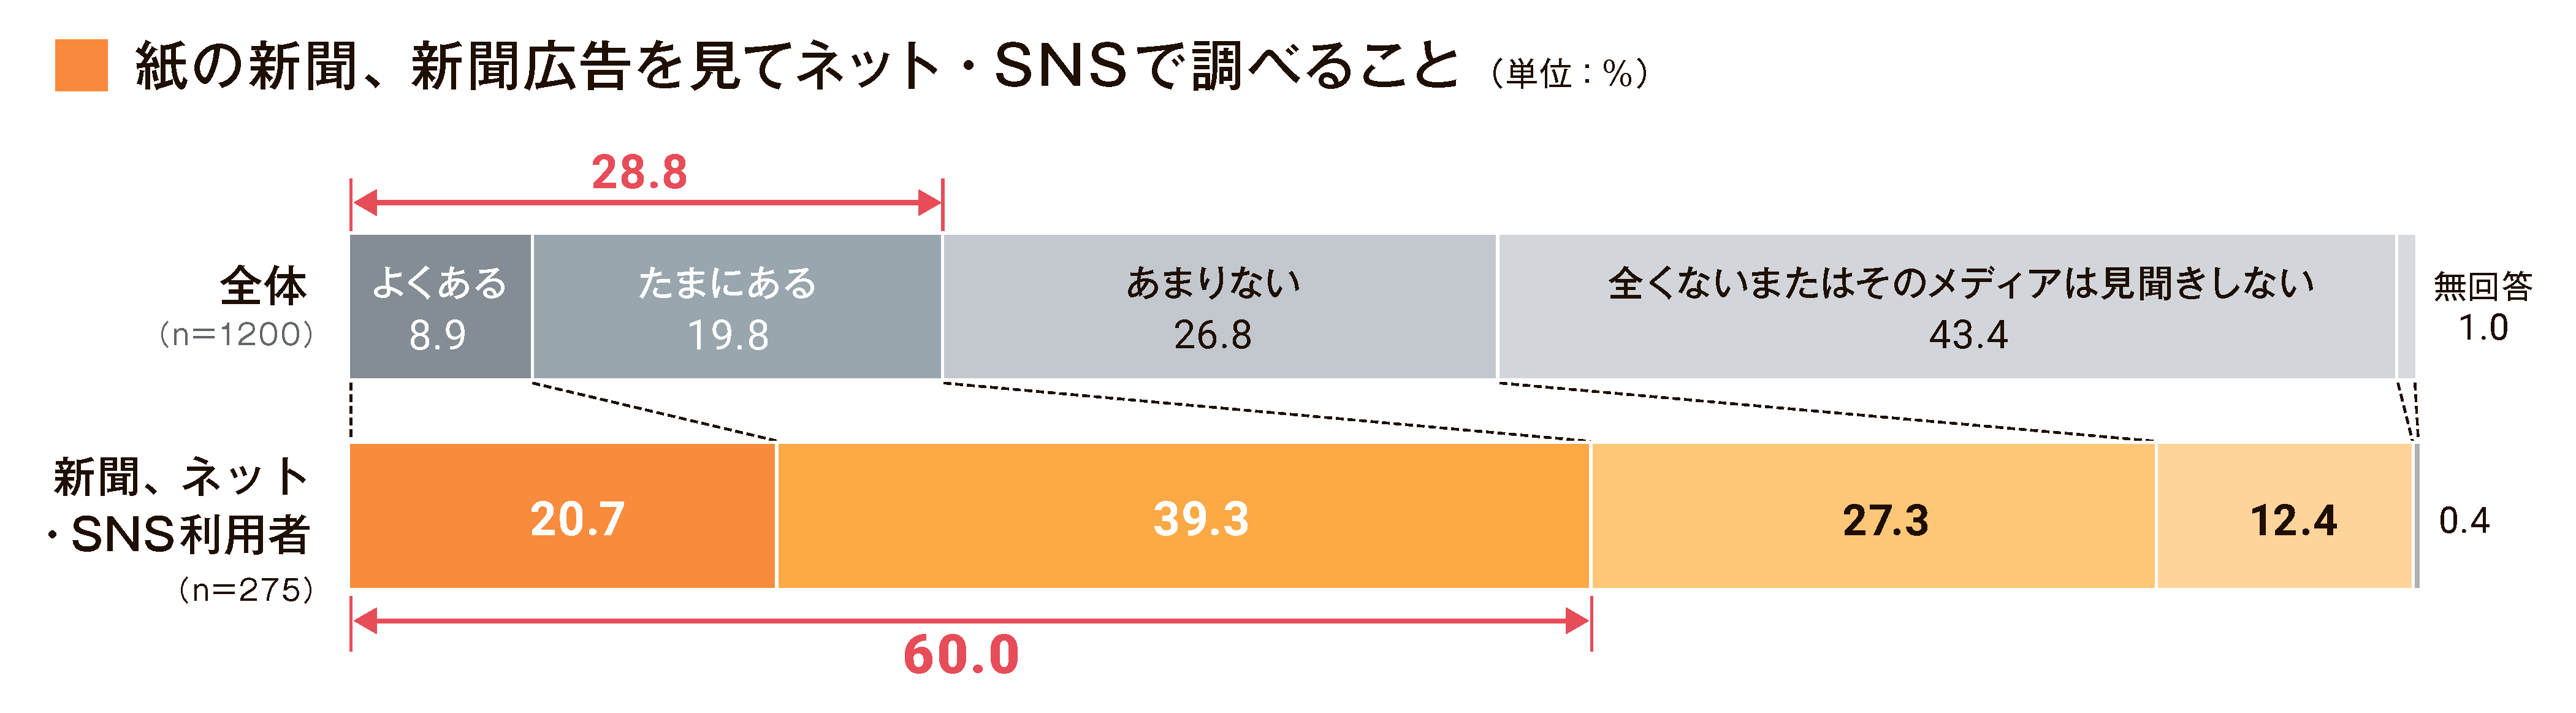 紙の新聞、新聞広告を見てネット・SNSで調べること（単位：%）
28.8
全体
（n=1200）
よくある
8.9
たまにある
19.8
あまりない
26.8
全くないまたはそのメディアは見聞きしない
43.4
無回答
1.0
新聞、ネット
・SNS利用者
（n=275）
20.7
39.3
27.3
12.4
0.4
60.0